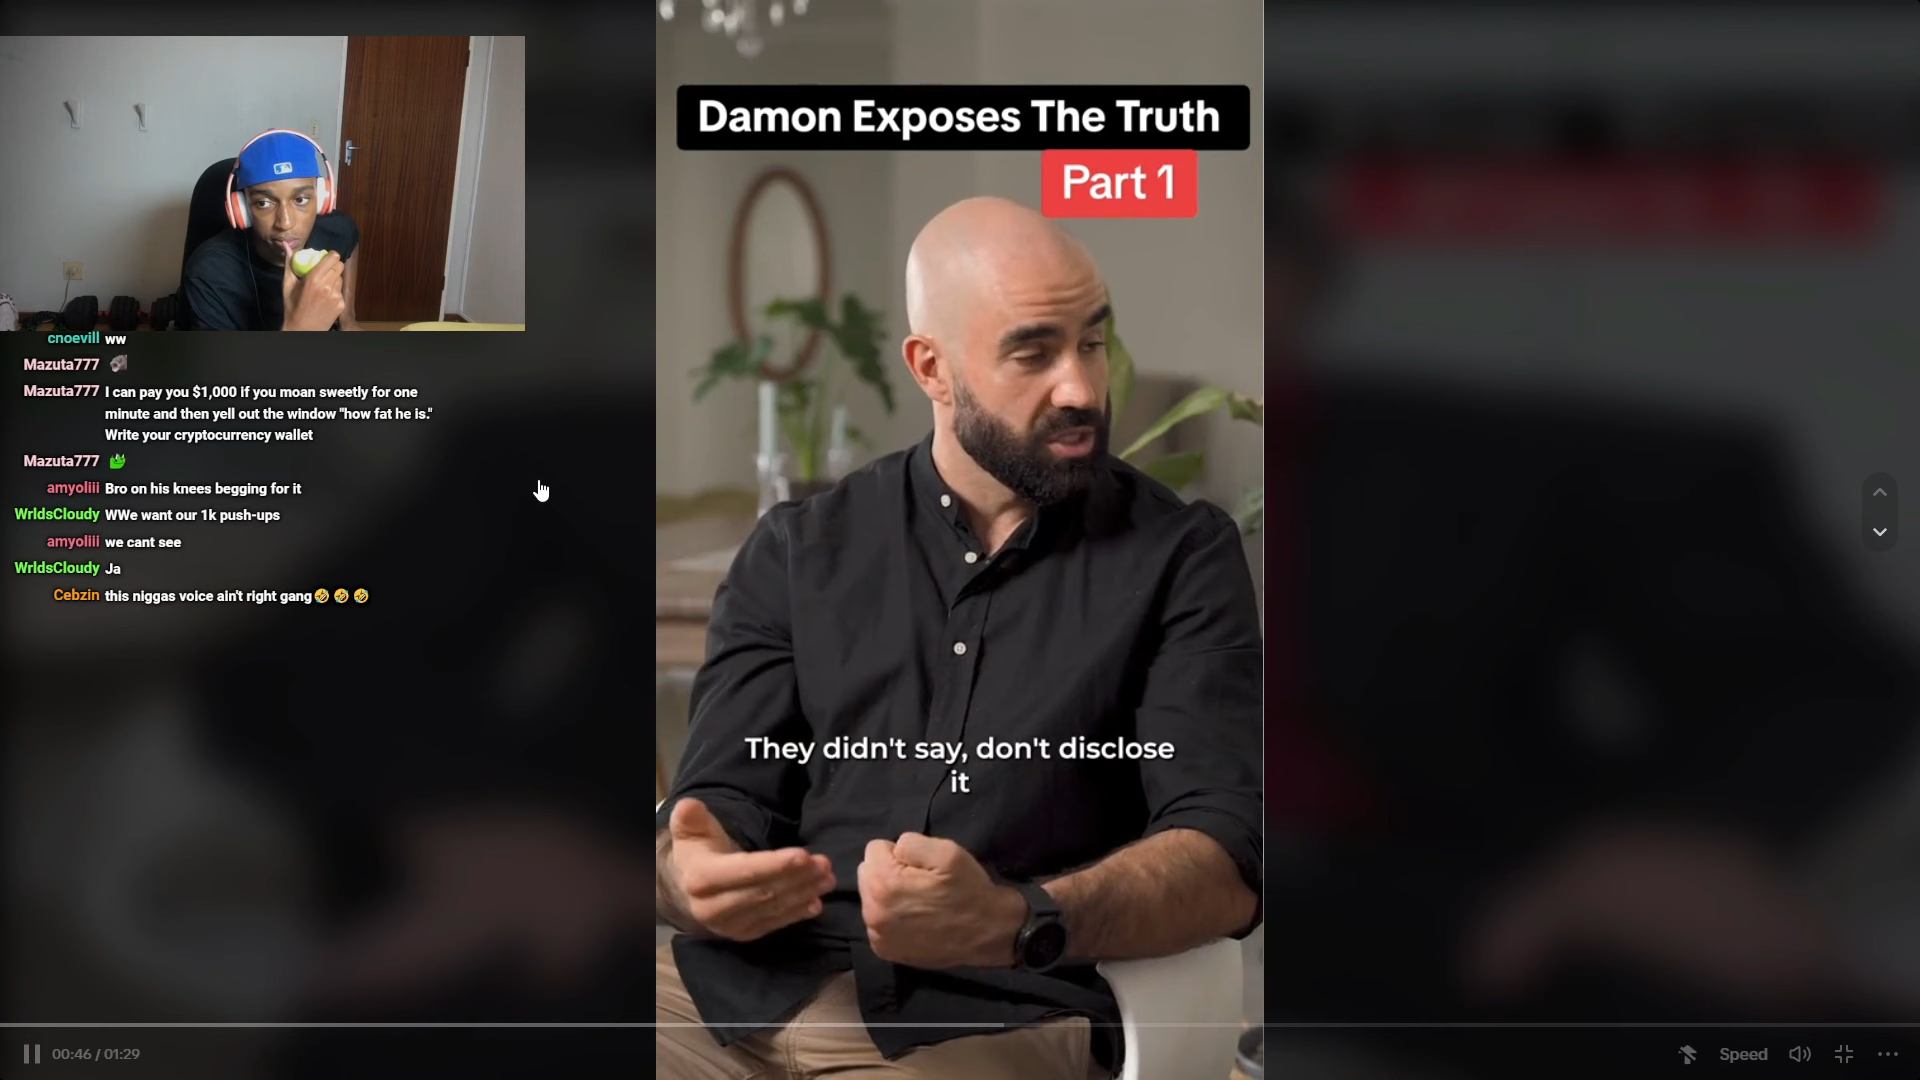 Damon Exposes The Truth
Part 1
cnoevill ww
Mazuta777
Mazuta777 I can pay you $1,000 if you moan sweetly for one
minute and then yell out the window "how fat he is."
Write your cryptocurrency wallet
Mazuta777
amyoliii Bro on his knees begging for it
WrldsCloudy WWe want our 1k push-ups
amyoliii we cant see
WrldsCloudy Ja
Cebzin this niggas voice ain't right gang🤣 🤣 🤣
They didn't say, don't disclose
it
00:46 / 01:29
Speed